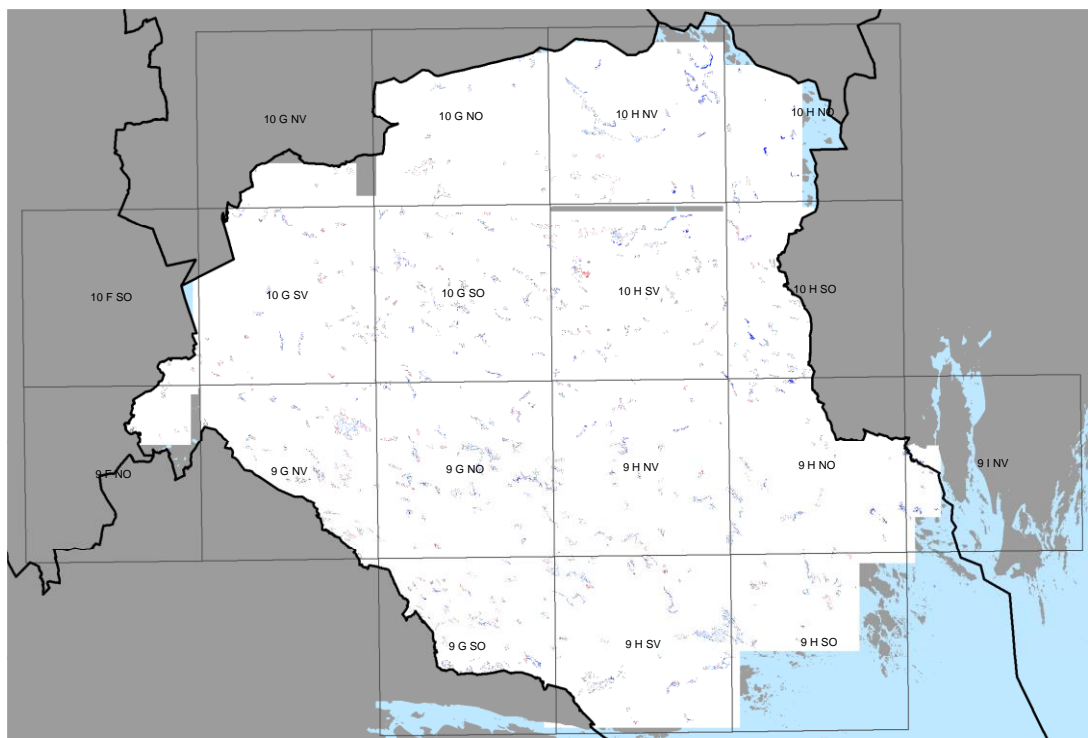 10 G NV
10 G NO
10 H NV
10 H NO
10 F SO
10 G SV
10 G SO
10 H SV
10 H SO
9 F NO
9 G NV
9 G NO
9 H NV
9 H NO
9 I NV
9 G SO
9 H SV
9 H SO